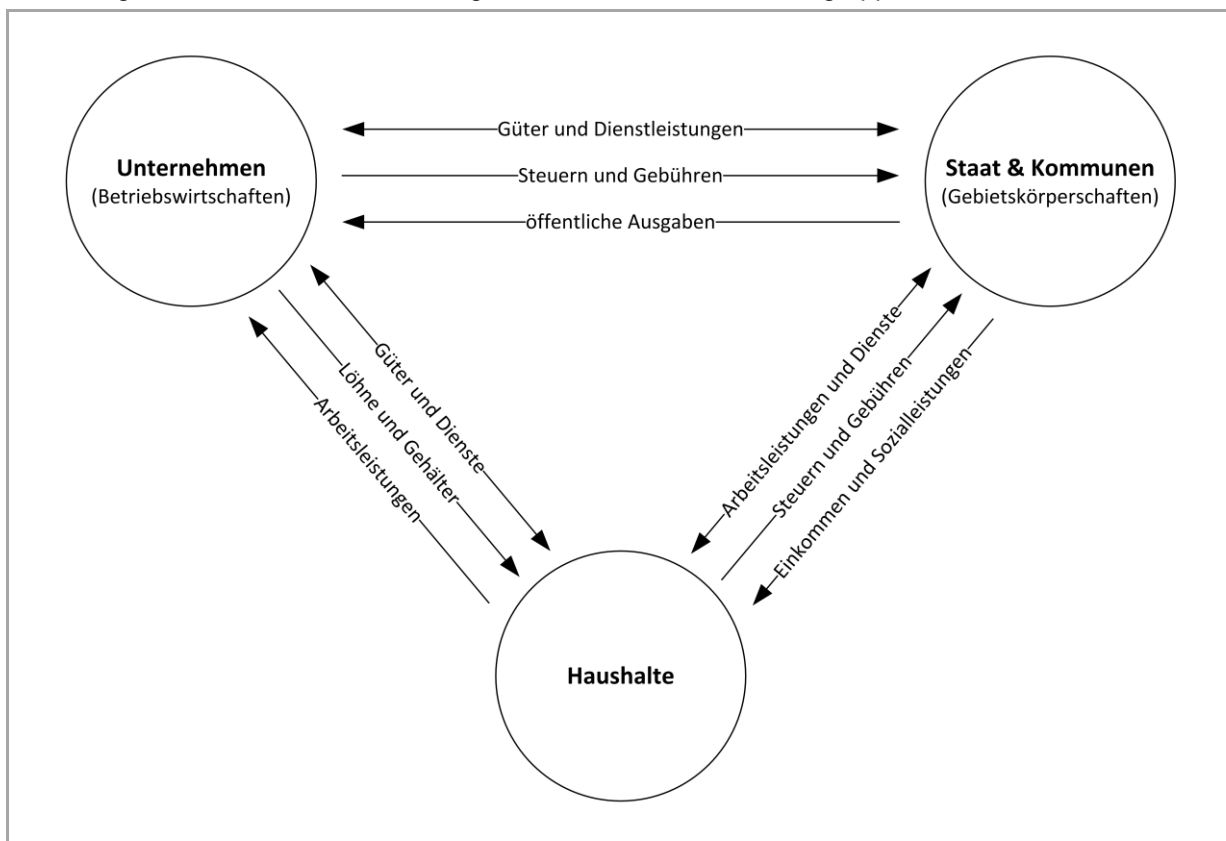 Güter und Dienstleistungen
Unternehmen
(Betriebswirtschaften)
Steuern und Gebühren
Staat & Kommunen
(Gebietskörperschaften)
öffentliche Ausgaben
Güter und Dienste
Löhne und Gehälter
Arbeitsleistungen
Arbeitsleistungen und Dienste
Steuern und Gebühren
Einkommen und Sozialleistungen
Haushalte